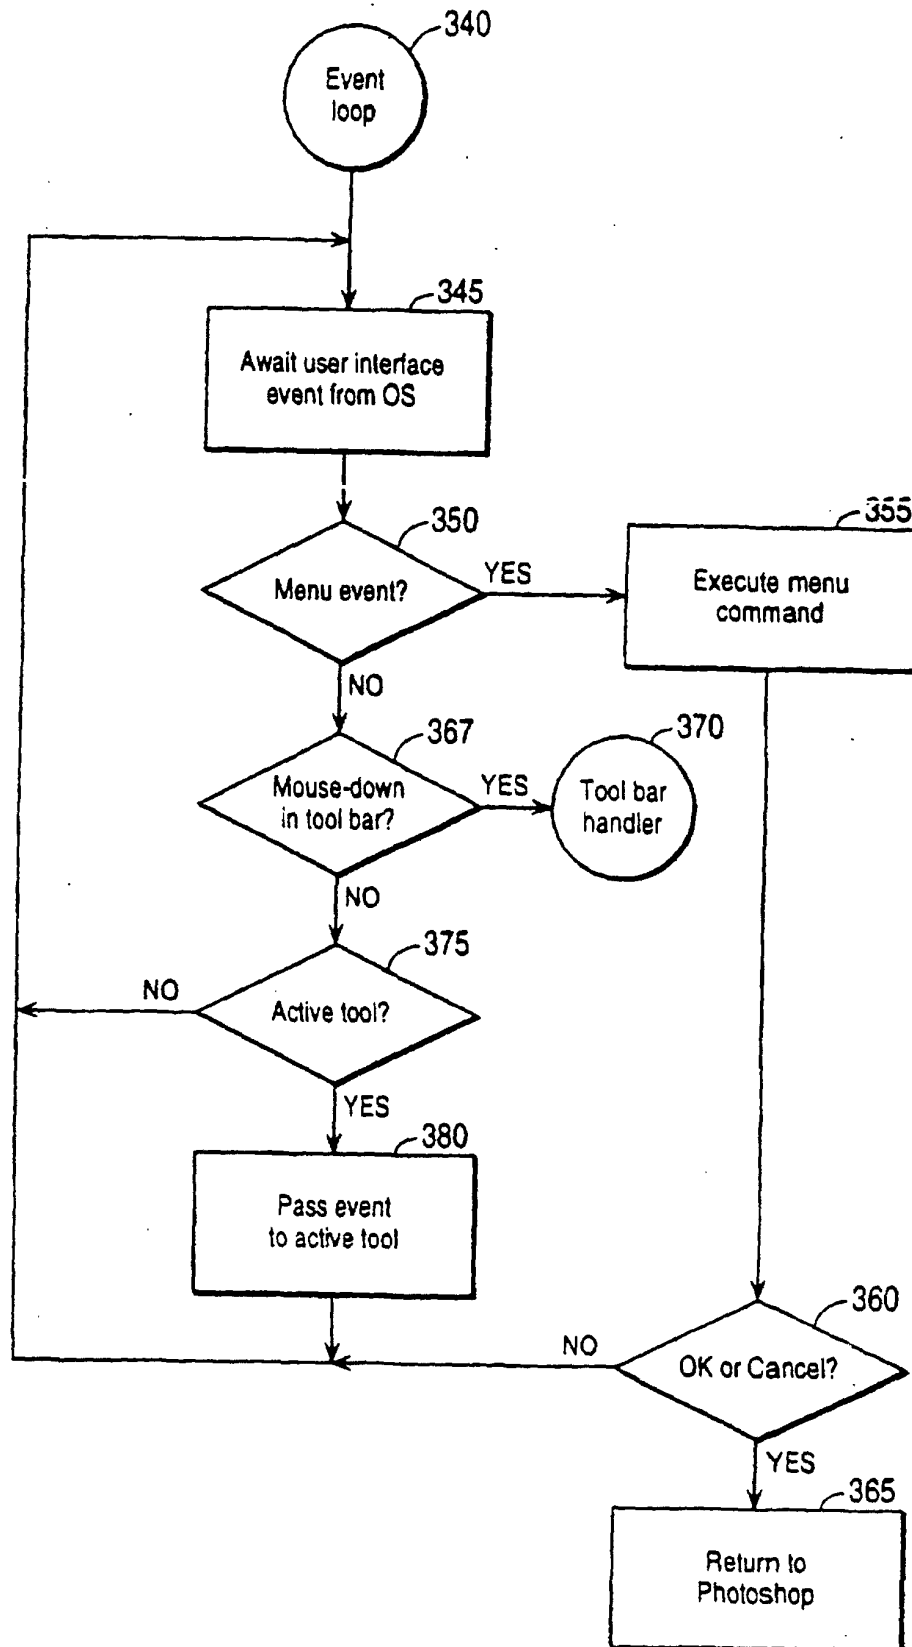 340
Event
loop
345
Await user interface
event from OS
350
Menu event?
YES
355
Execute menu
command
NO
367
Mouse-down
in tool bar?
YES
370
Tool bar
handler
NO
375
Active tool?
NO
YES
380
Pass event
to active tool
360
OK or Cancel?
NO
YES
365
Return to
Photoshop